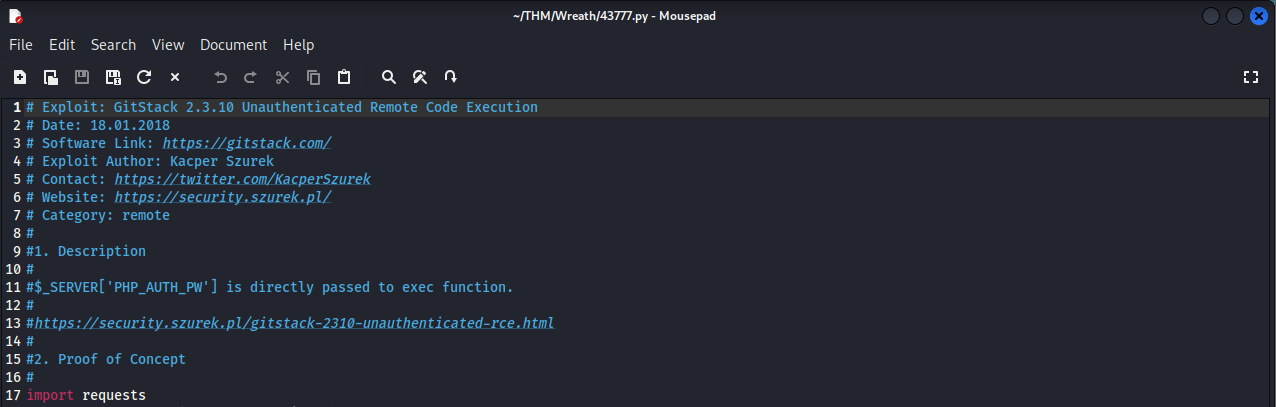 ~/THM/Wreath/43777.py - Mousepad
File Edit Search View Document Help
1 # Exploit: GitStack 2.3.10 Unauthenticated Remote Code Execution
2 # Date: 18.01.2018
3 # Software Link: https://gitstack.com/
4 # Exploit Author: Kacper Szurek
5 # Contact: https://twitter.com/KacperSzurek
6 # Website: https://security.szurek.pl/
7 # Category: remote
8 #
9 #1. Description
10 #
11 #$_SERVER['PHP_AUTH_PW'] is directly passed to exec function.
12 #
13 #https://security.szurek.pl/gitstack-2310-unauthenticated-rce.html
14 #
15 #2. Proof of Concept
16 #
17 import requests